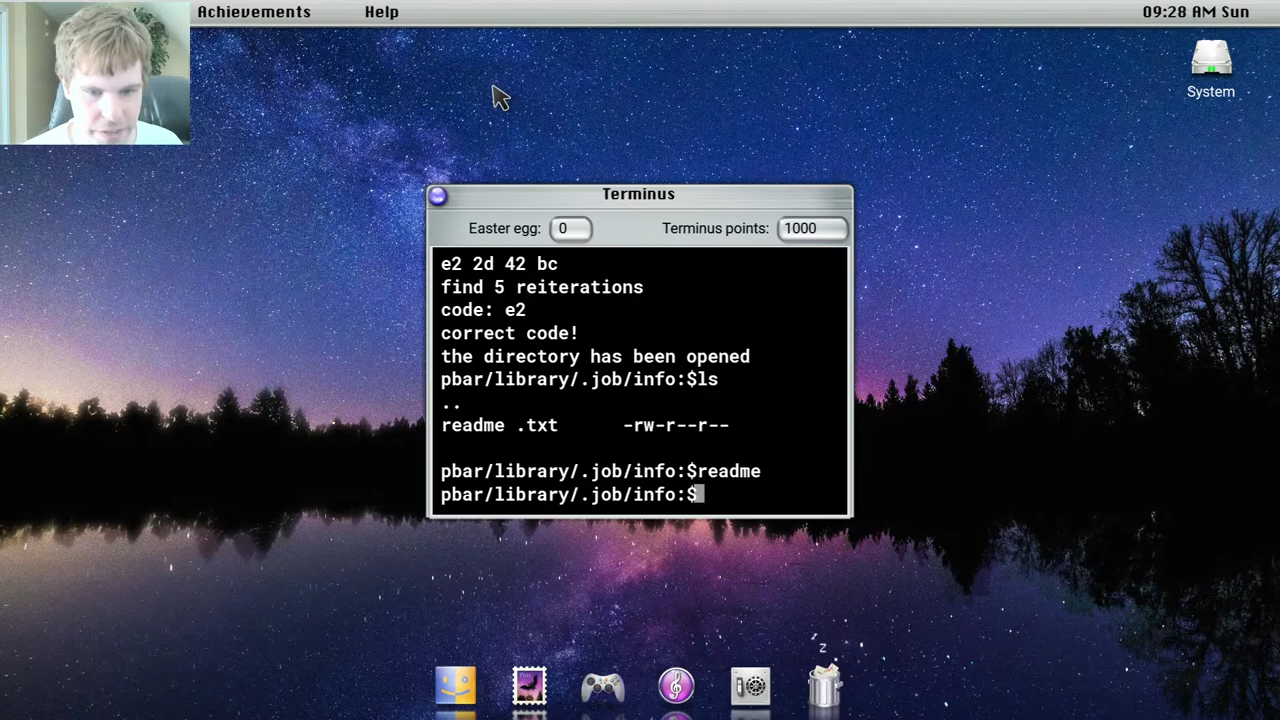 Achievements Help 09:28 AM Sun
System
Terminus
Easter egg: 0 Terminus points: 1000
e2 2d 42 bc
find 5 reiterations
code: e2
correct code!
the directory has been opened
pbar/library/.job/info:$ls
..
readme .txt -rw-r--r--
pbar/library/.job/info:$readme
pbar/library/.job/info:$
z